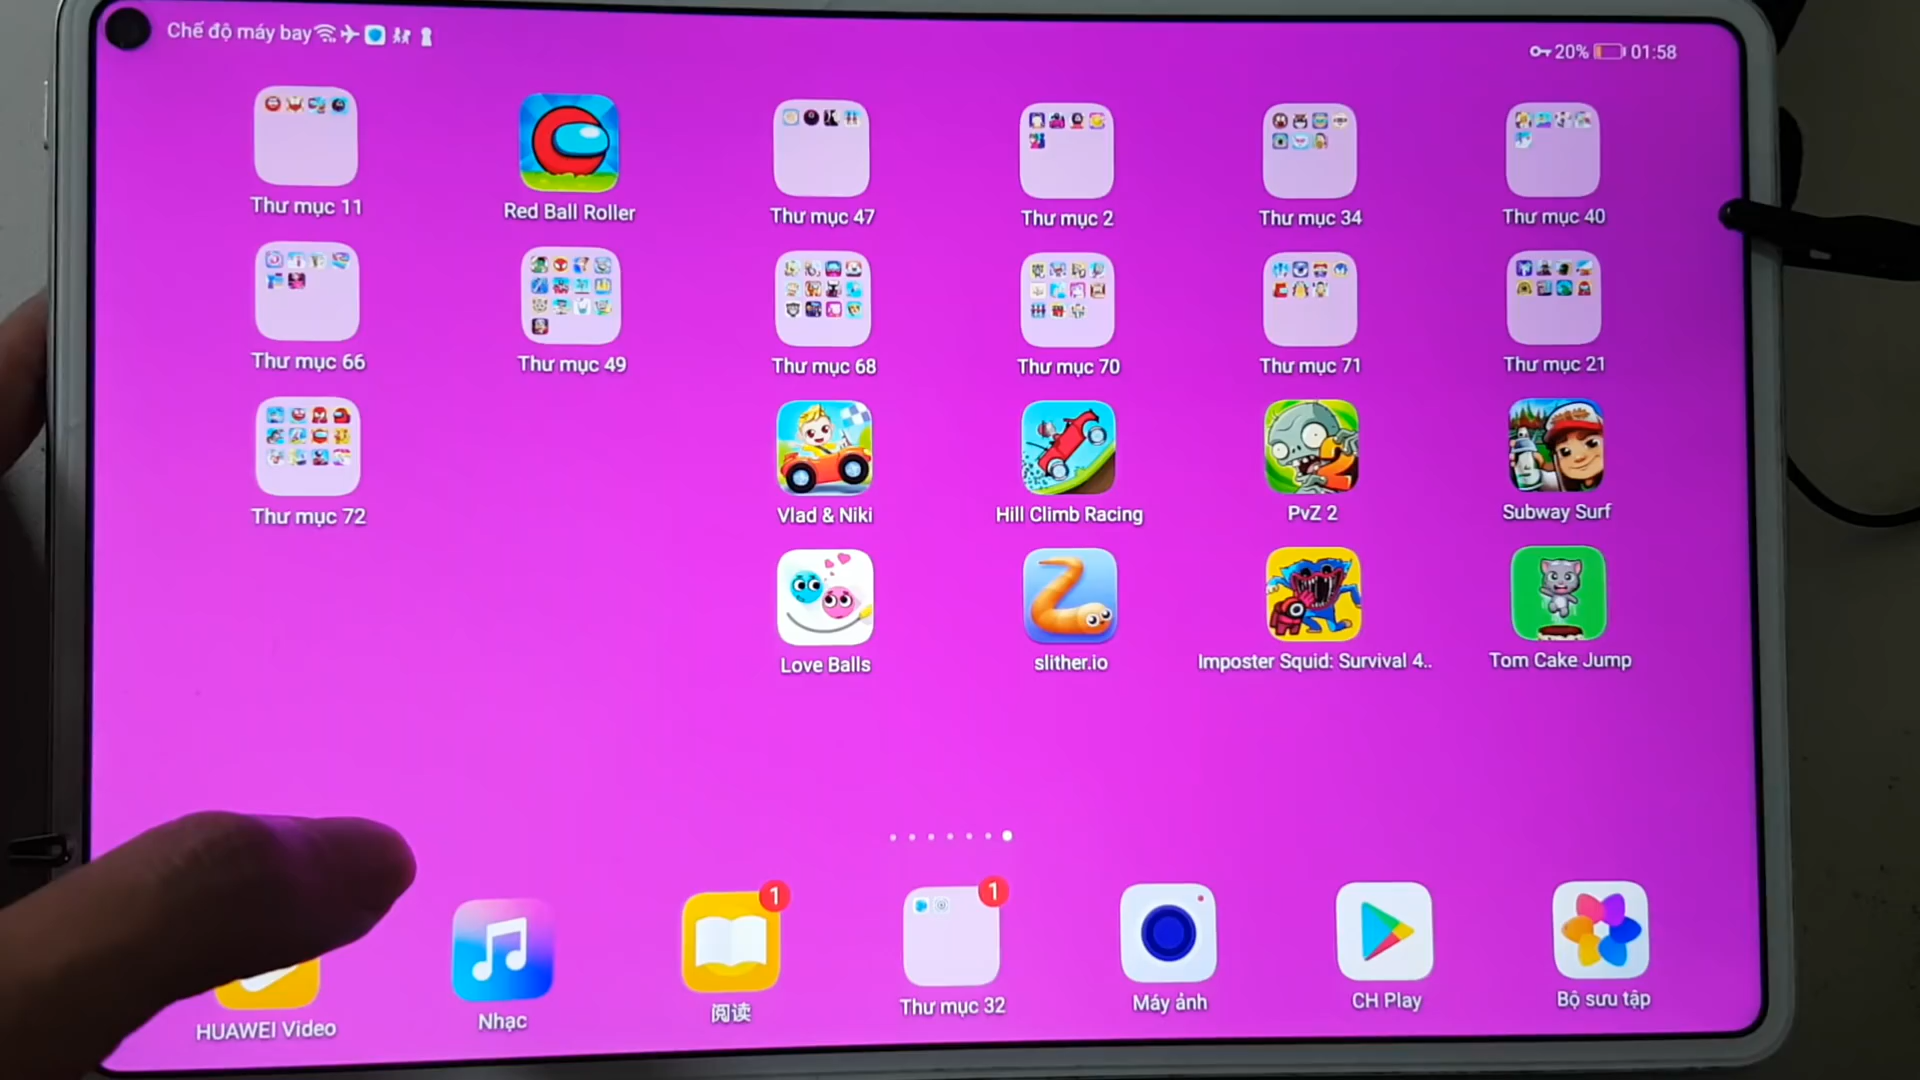 Chế độ máy bay
20% 01:58
Thư mục 11
Red Ball Roller
Thư mục 47
Thư mục 2
Thư mục 34
Thư mục 40
Thư mục 66
Thư mục 49
Thư mục 68
Thư mục 70
Thư mục 71
Thư mục 21
Thư mục 72
Vlad & Niki
Hill Climb Racing
PvZ 2
Subway Surf
Love Balls
slither.io
Imposter Squid: Survival 4..
Tom Cake Jump
1
1
HUAWEI Video
Nhạc
阅读
Thư mục 32
Máy ảnh
CH Play
Bộ sưu tập